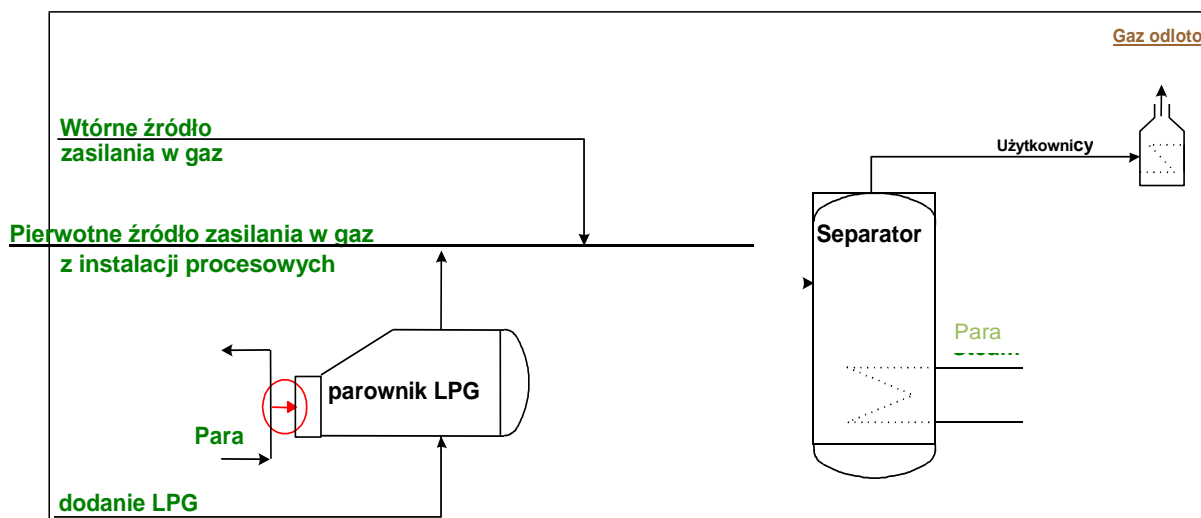 Gaz odloto
Wtórne źródło
zasilania w gaz
Użytkownicy
Pierwotne źródło zasilania w gaz
z instalacji procesowych
Separator
Para
parownik LPG
Para
dodanie LPG